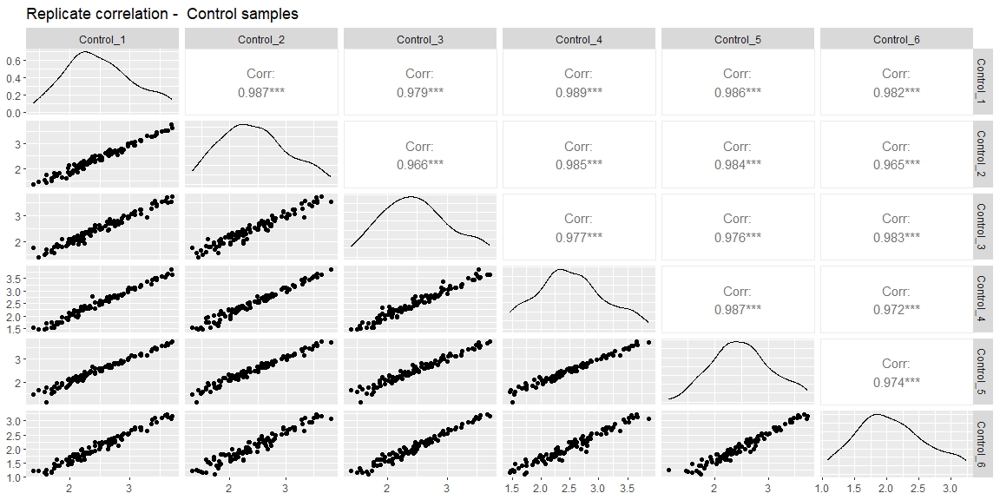 Replicate correlation -  Control samples
Control_1 Control_2 Control_3 Control_4 Control_5 Control_6
0.6
0.4
0.2
0.0
Corr: Corr: Corr: Corr: Corr:
0.987*** 0.979*** 0.989*** 0.986*** 0.982***
Control_1
3
2
Corr: Corr: Corr: Corr:
0.966*** 0.985*** 0.984*** 0.965***
Control_2
3
2
Corr: Corr: Corr:
0.977*** 0.976*** 0.983***
Control_3
3.5
3.0
2.5
2.0
1.5
Corr: Corr:
0.987*** 0.972***
Control_4
3
2
Corr:
0.974***
Control_5
3.0
2.5
2.0
1.5
1.0
Control_6
2 3 2 3 2 3 1.5 2.0 2.5 3.0 3.5 2 3 1.0 1.5 2.0 2.5 3.0